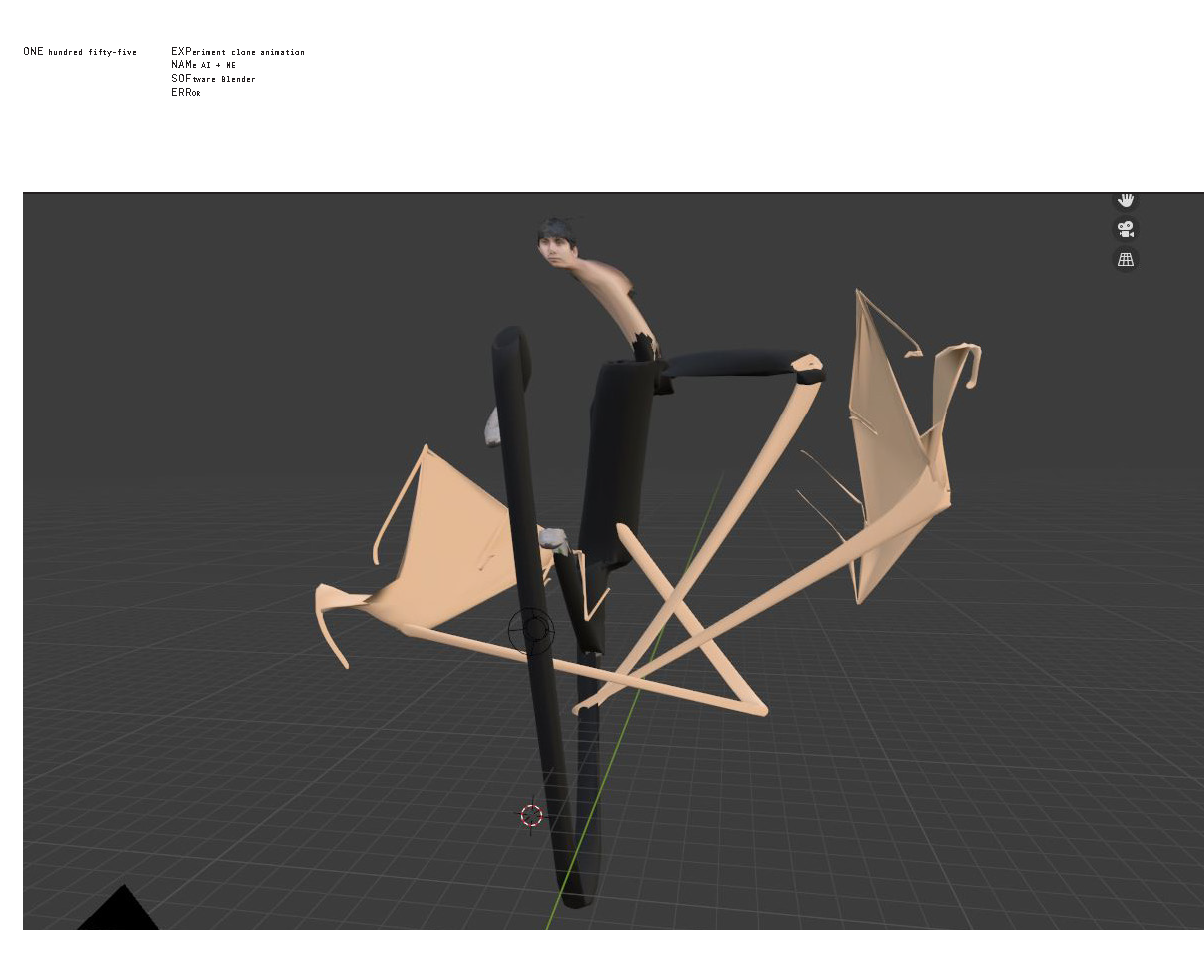 ONE hundred fifty-five
EXPeriment clone animation
NAMe AI + ME
SOFtware Blender
ERRor